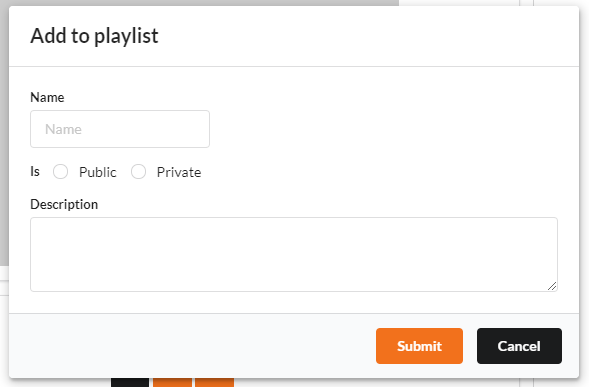 Add to playlist
Name
Name
Is Public Private
Description
Submit Cancel